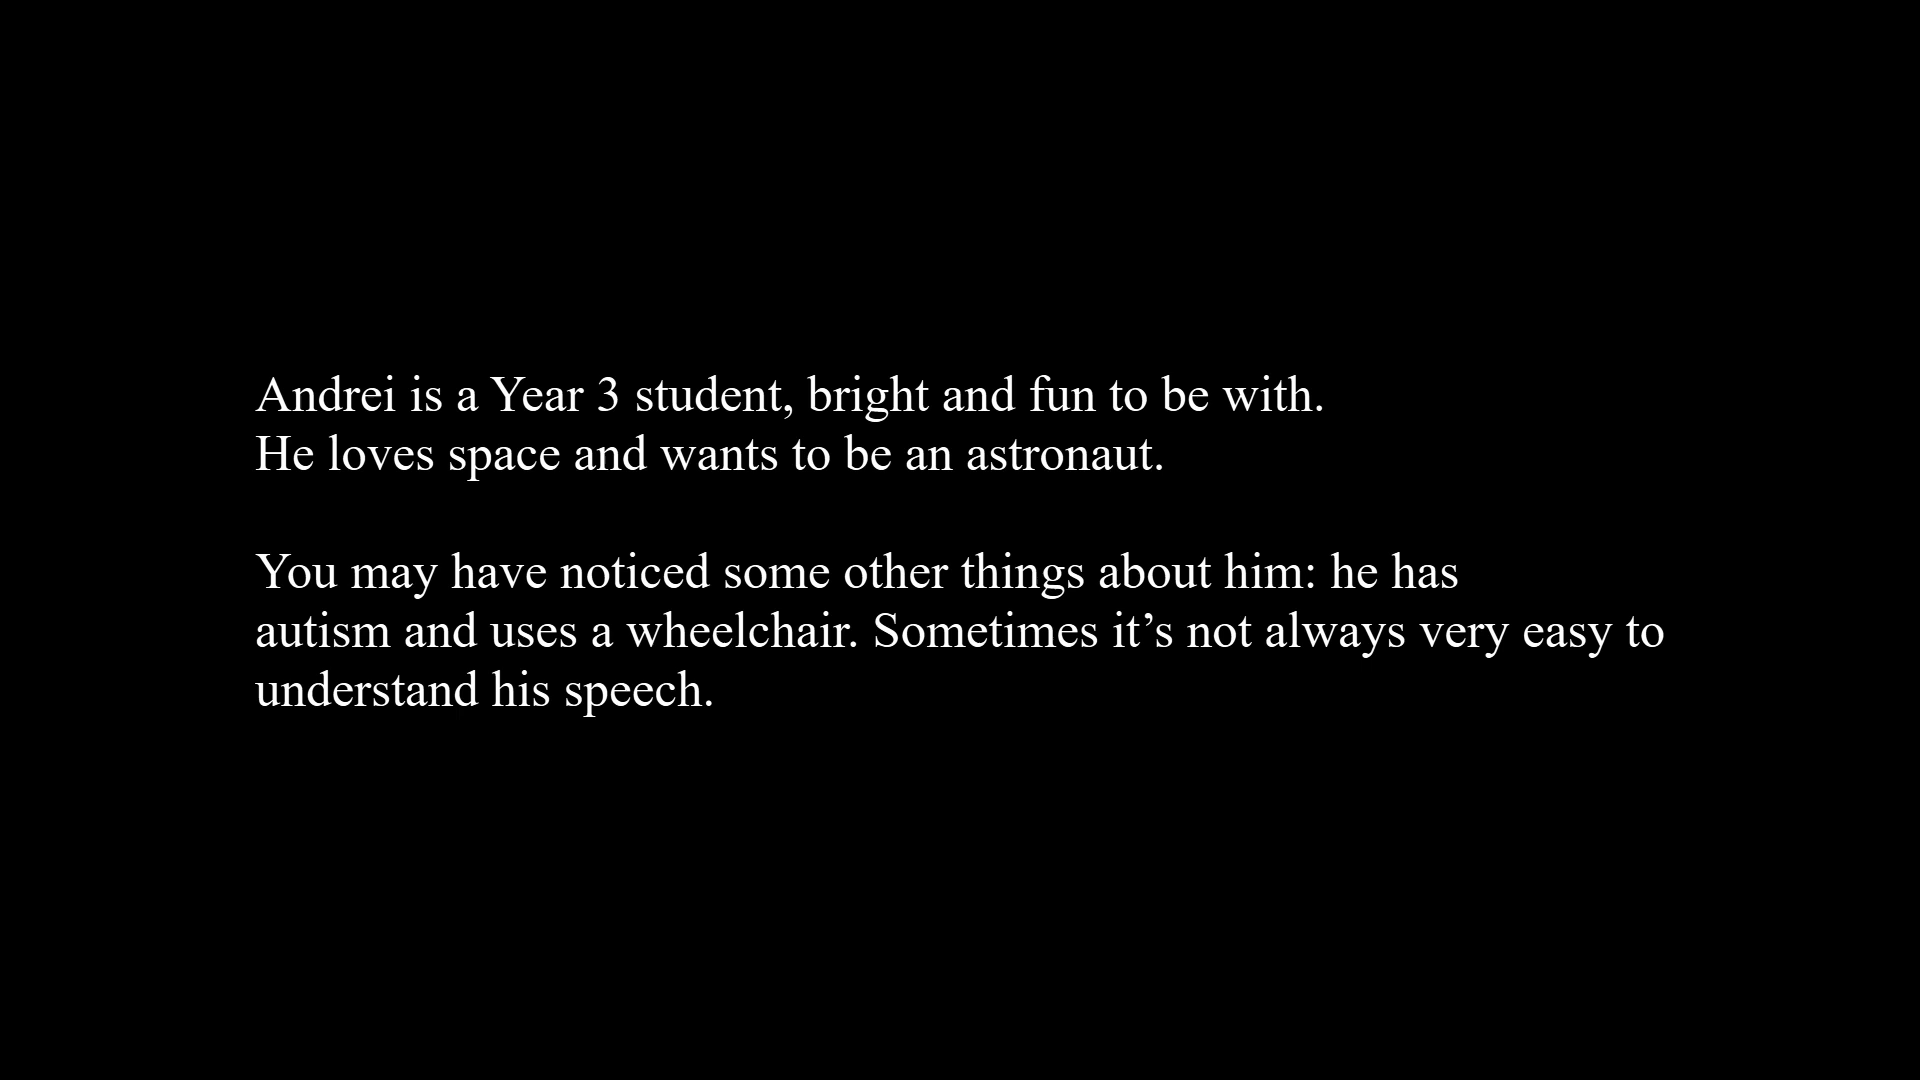 Andrei is a Year 3 student, bright and fun to be with.
He loves space and wants to be an astronaut.
You may have noticed some other things about him: he has
autism and uses a wheelchair. Sometimes it’s not always very easy to
understand his speech.